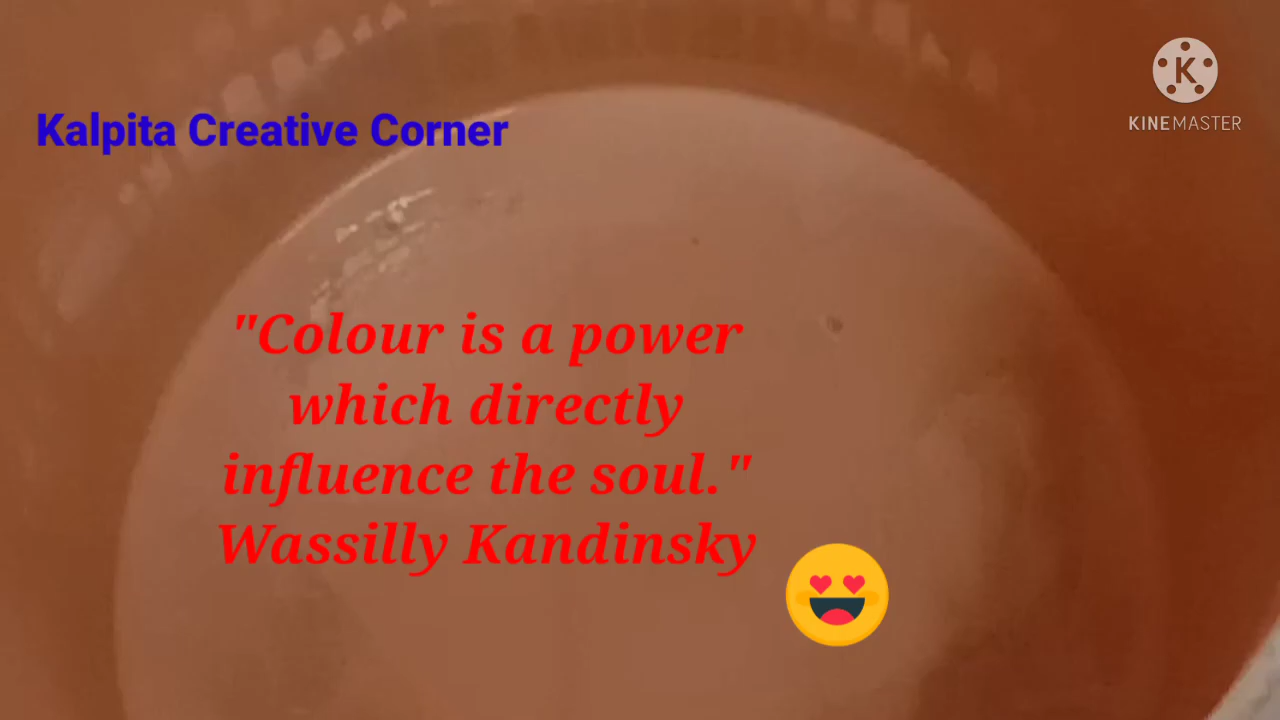 Kalpita Creative Corner
K
KINEMASTER
"Colour is a power
which directly
influence the soul."
Wassilly Kandinsky